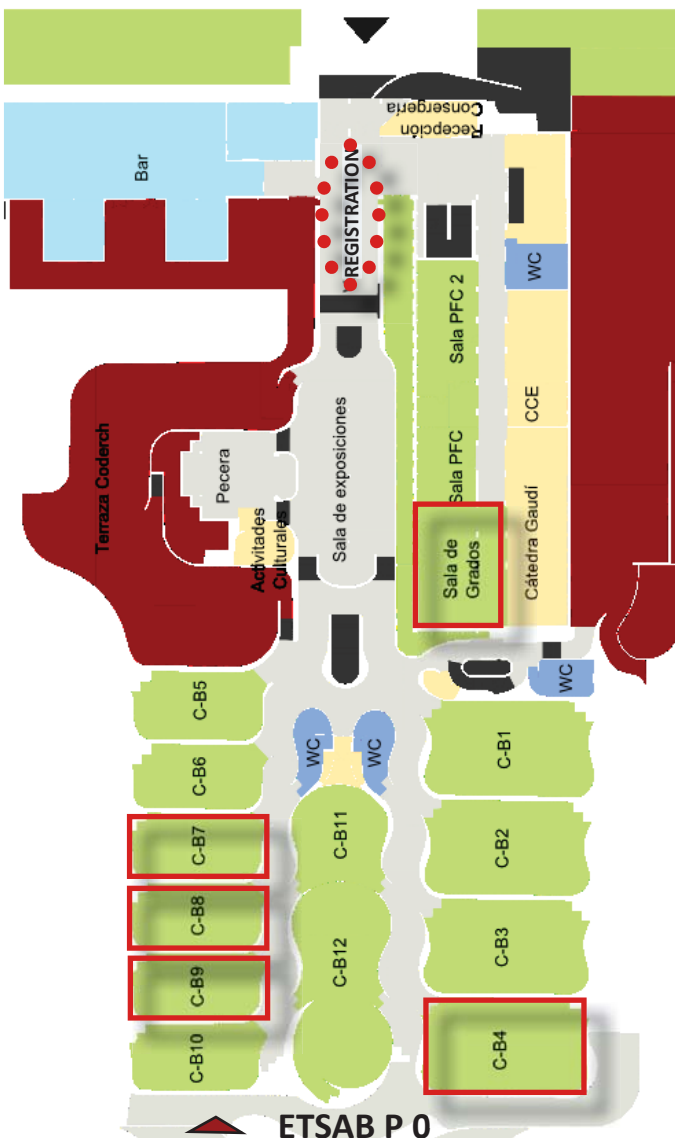 Consergería
Recepción
Bar
REGISTRATION
WC
Sala PFC 2
CCE
Sala de exposiciones
Sala PFC
Pecera
Terraza Coderch
Actividades
Culturales
Sala de
Grados
Cátedra Gaudí
WC
C-B5
WC
WC
C-B1
C-B6
C-B11
C-B7
C-B2
C-B8
C-B12
C-B3
C-B9
C-B10
C-B4
ETSAB P 0